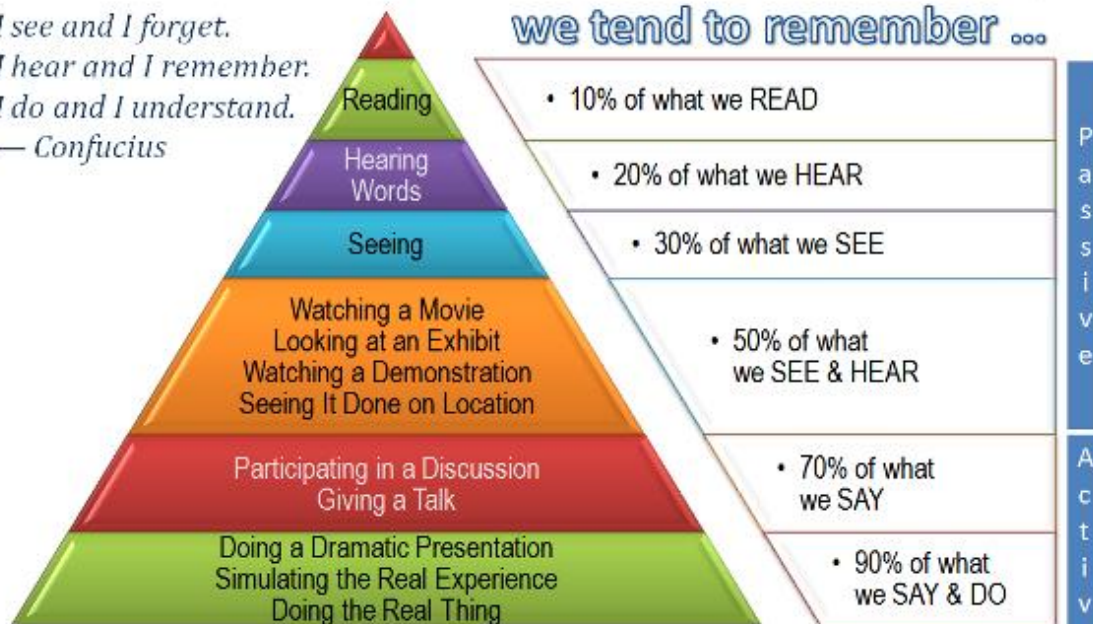 I see and I forget.
I hear and I remember.
I do and I understand.
— Confucius
we tend to remember ...
Reading
Hearing
Words
Seeing
Watching a Movie
Looking at an Exhibit
Watching a Demonstration
Seeing It Done on Location
Participating in a Discussion
Giving a Talk
Doing a Dramatic Presentation
Simulating the Real Experience
Doing the Real Thing
• 10% of what we READ
• 20% of what we HEAR
• 30% of what we SEE
• 50% of what
we SEE & HEAR
• 70% of what
we SAY
• 90% of what
we SAY & DO
Passive
Activ